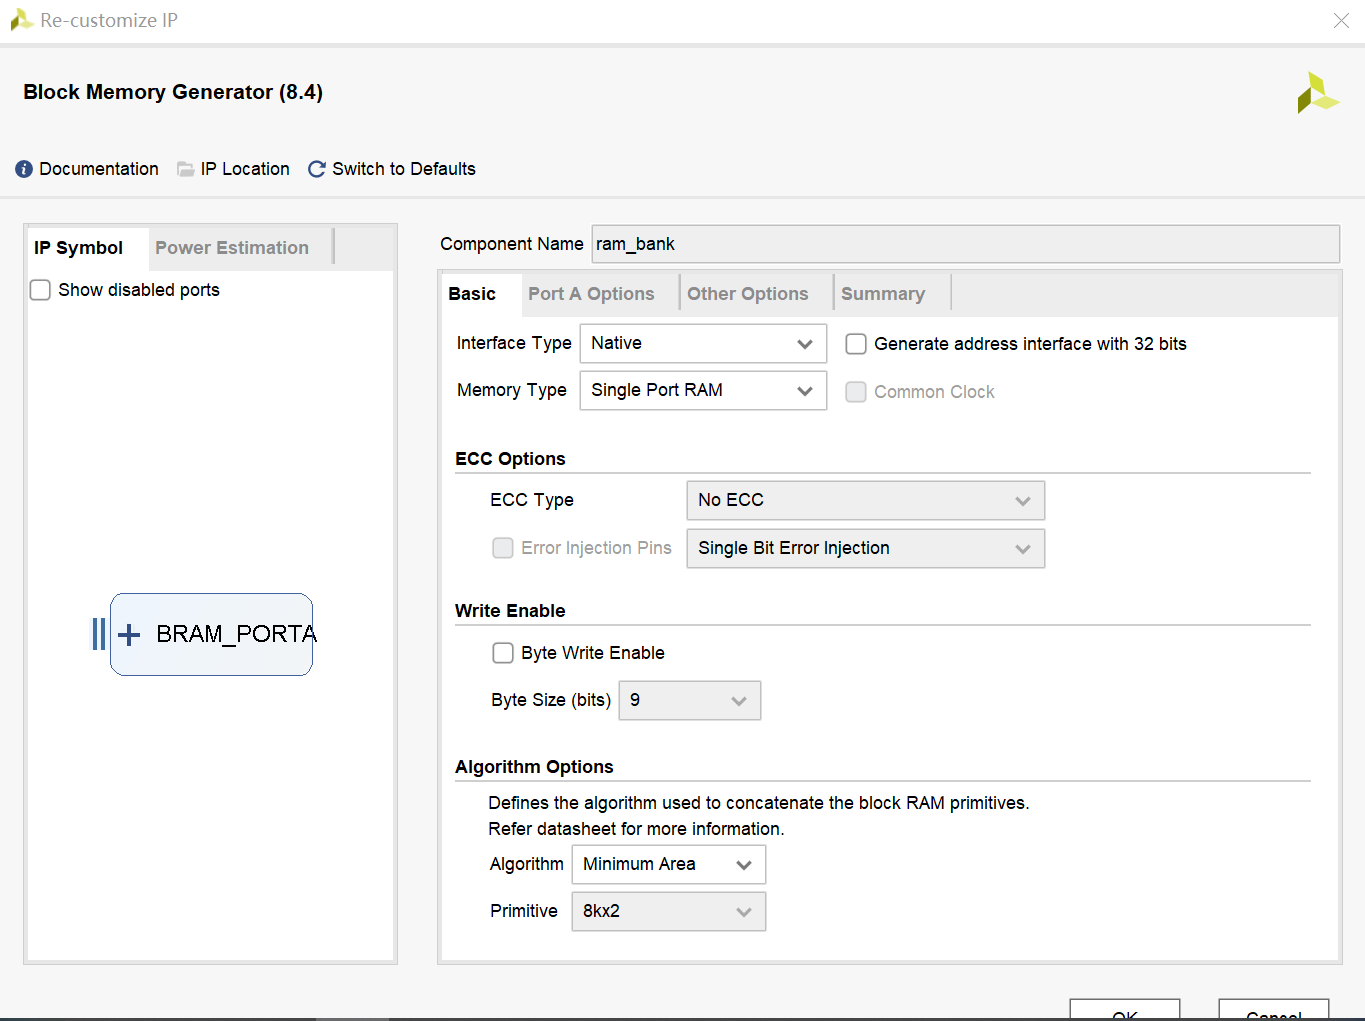 Re-customize IP
Block Memory Generator (8.4)
Documentation IP Location Switch to Defaults
IP Symbol Power Estimation
Show disabled ports
BRAM_PORTA
Component Name ram_bank
Basic Port A Options Other Options Summary
Interface Type Native Generate address interface with 32 bits
Memory Type Single Port RAM Common Clock
ECC Options
ECC Type No ECC
Error Injection Pins Single Bit Error Injection
Write Enable
Byte Write Enable
Byte Size (bits) 9
Algorithm Options
Defines the algorithm used to concatenate the block RAM primitives.
Refer datasheet for more information.
Algorithm Minimum Area
Primitive 8kx2
OK Cancel